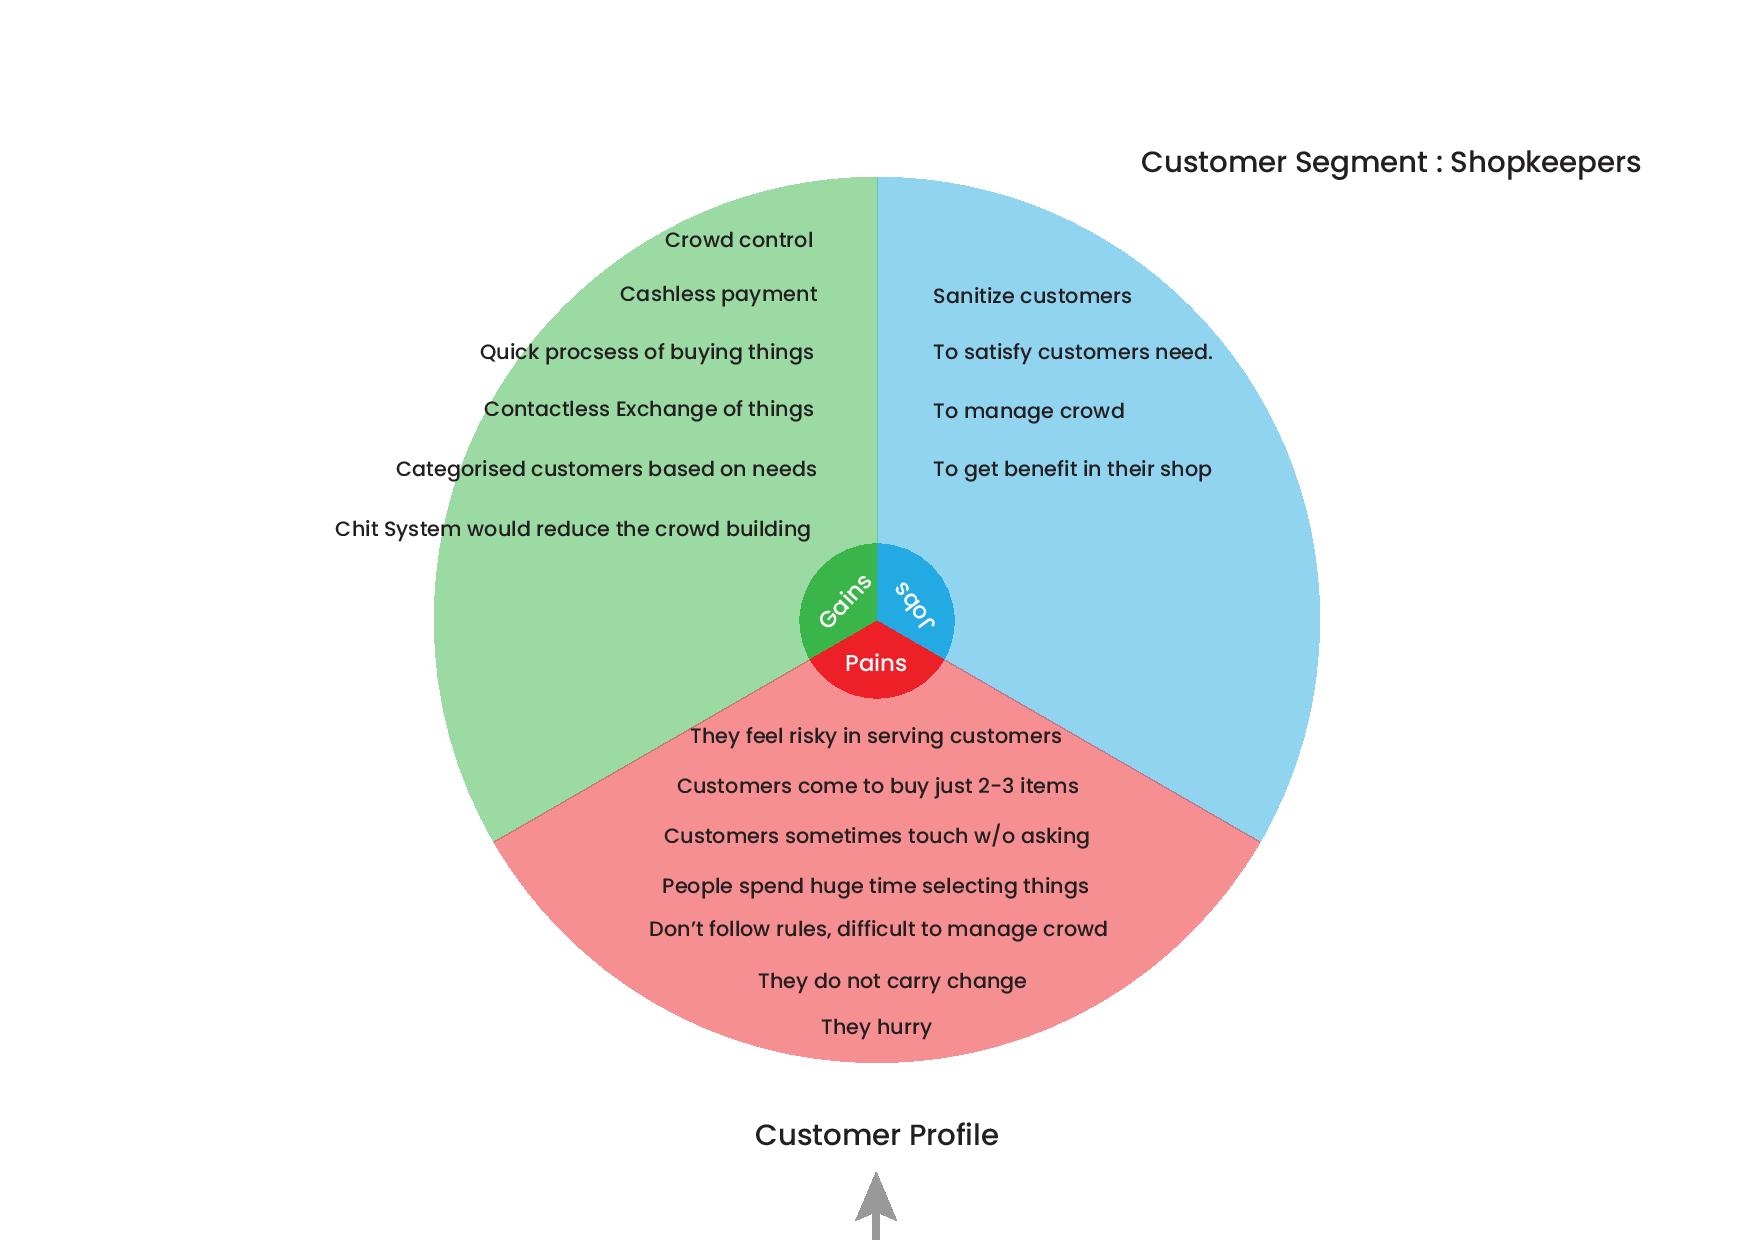 Customer Segment : Shopkeepers
Crowd control
Cashless payment
Quick procsess of buying things
Contactless Exchange of things
Categorised customers based on needs
Chit System would reduce the crowd building
Sanitize customers
To satisfy customers need.
To manage crowd
To get benefit in their shop
Gains
Jobs
Pains
They feel risky in serving customers
Customers come to buy just 2-3 items
Customers sometimes touch w/o asking
People spend huge time selecting things
Don’t follow rules, difficult to manage crowd
They do not carry change
They hurry
Customer Profile